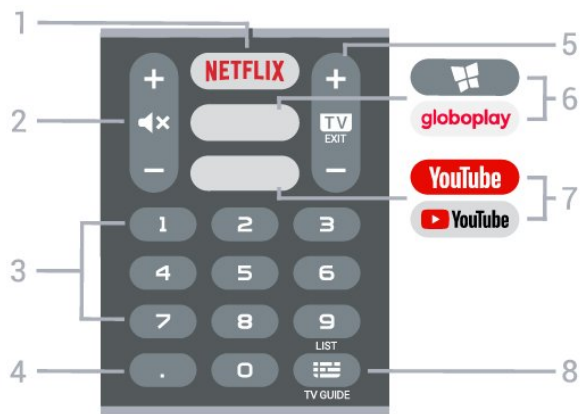 1
5
NETFLIX
+ +
2
TV
EXIT
6
globoplay
- -
YouTube
7
YouTube
1 2 3
3
4 5 6
7 8 9
LIST
4
. 0
8
TV GUIDE